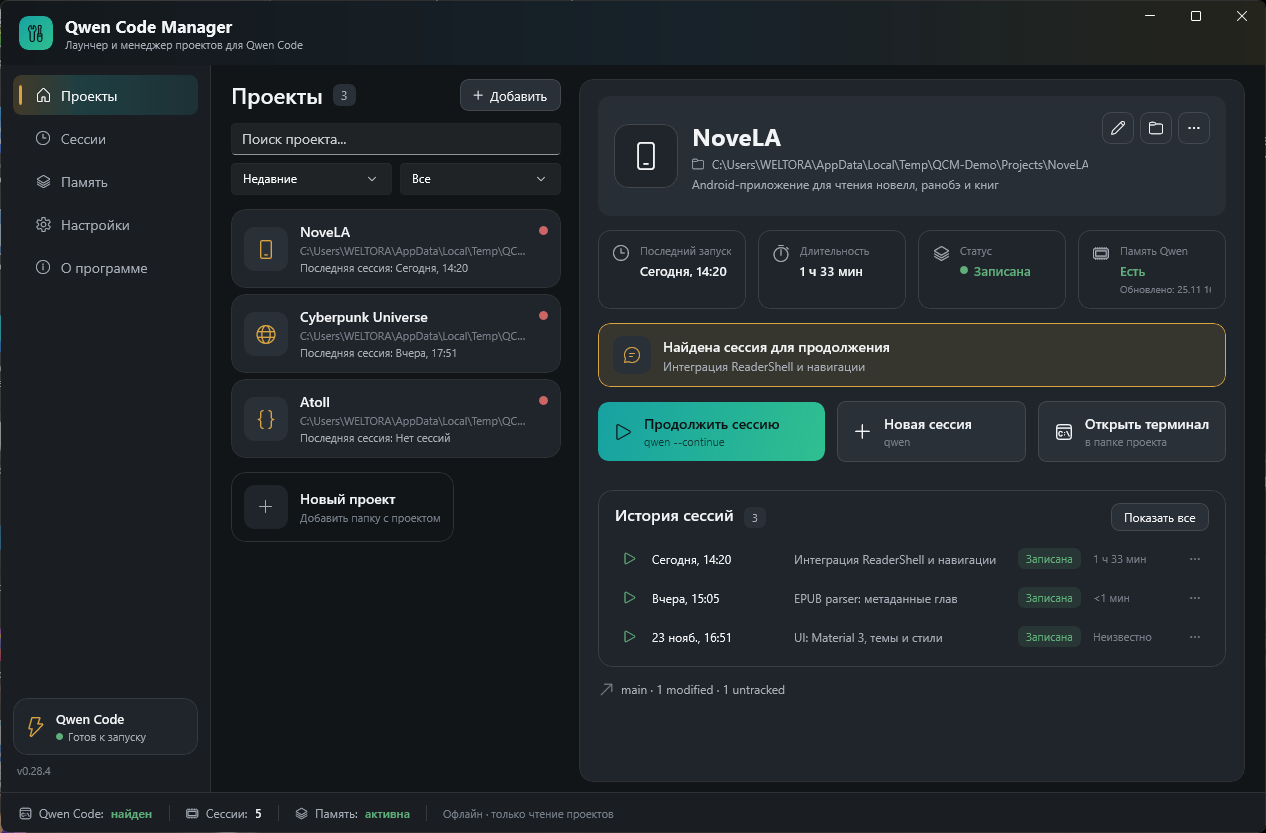 Qwen Code Manager
Лаунчер и менеджер проектов для Qwen Code
Проекты
Сессии
Память
Настройки
О программе
Qwen Code
Готов к запуску
v0.28.4
Проекты 3
+ Добавить
Поиск проекта...
Недавние
Все
NoveLA
C:\Users\WELTORA\AppData\Local\Temp\QC...
Последняя сессия: Сегодня, 14:20
Cyberpunk Universe
C:\Users\WELTORA\AppData\Local\Temp\QC...
Последняя сессия: Вчера, 17:51
Atoll
C:\Users\WELTORA\AppData\Local\Temp\QC...
Последняя сессия: Нет сессий
Новый проект
Добавить папку с проектом
NoveLA
C:\Users\WELTORA\AppData\Local\Temp\QCM-Demo\Projects\NoveLA
Android-приложение для чтения новелл, ранобэ и книг
Последний запуск
Сегодня, 14:20
Длительность
1 ч 33 мин
Статус
Записана
Память Qwen
Есть
Обновлено: 25.11
Найдена сессия для продолжения
Интеграция ReaderShell и навигации
Продолжить сессию
qwen --continue
Новая сессия
qwen
Открыть терминал
в папке проекта
История сессий 3
Показать все
Сегодня, 14:20 Интеграция ReaderShell и навигации Записана 1 ч 33 мин
Вчера, 15:05 EPUB parser: метаданные глав Записана <1 мин
23 нояб., 16:51 UI: Material 3, темы и стили Записана Неизвестно
main · 1 modified · 1 untracked
Qwen Code: найден
Сессии: 5
Память: активна
Офлайн · только чтение проектов